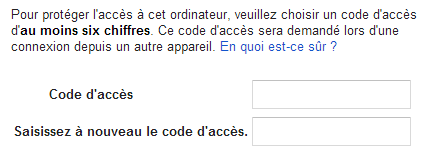 Pour protéger l'accès à cet ordinateur, veuillez choisir un code d'accès
d'au moins six chiffres. Ce code d'accès sera demandé lors d'une
connexion depuis un autre appareil. En quoi est-ce sûr ?
Code d'accès
Saisissez à nouveau le code d'accès.